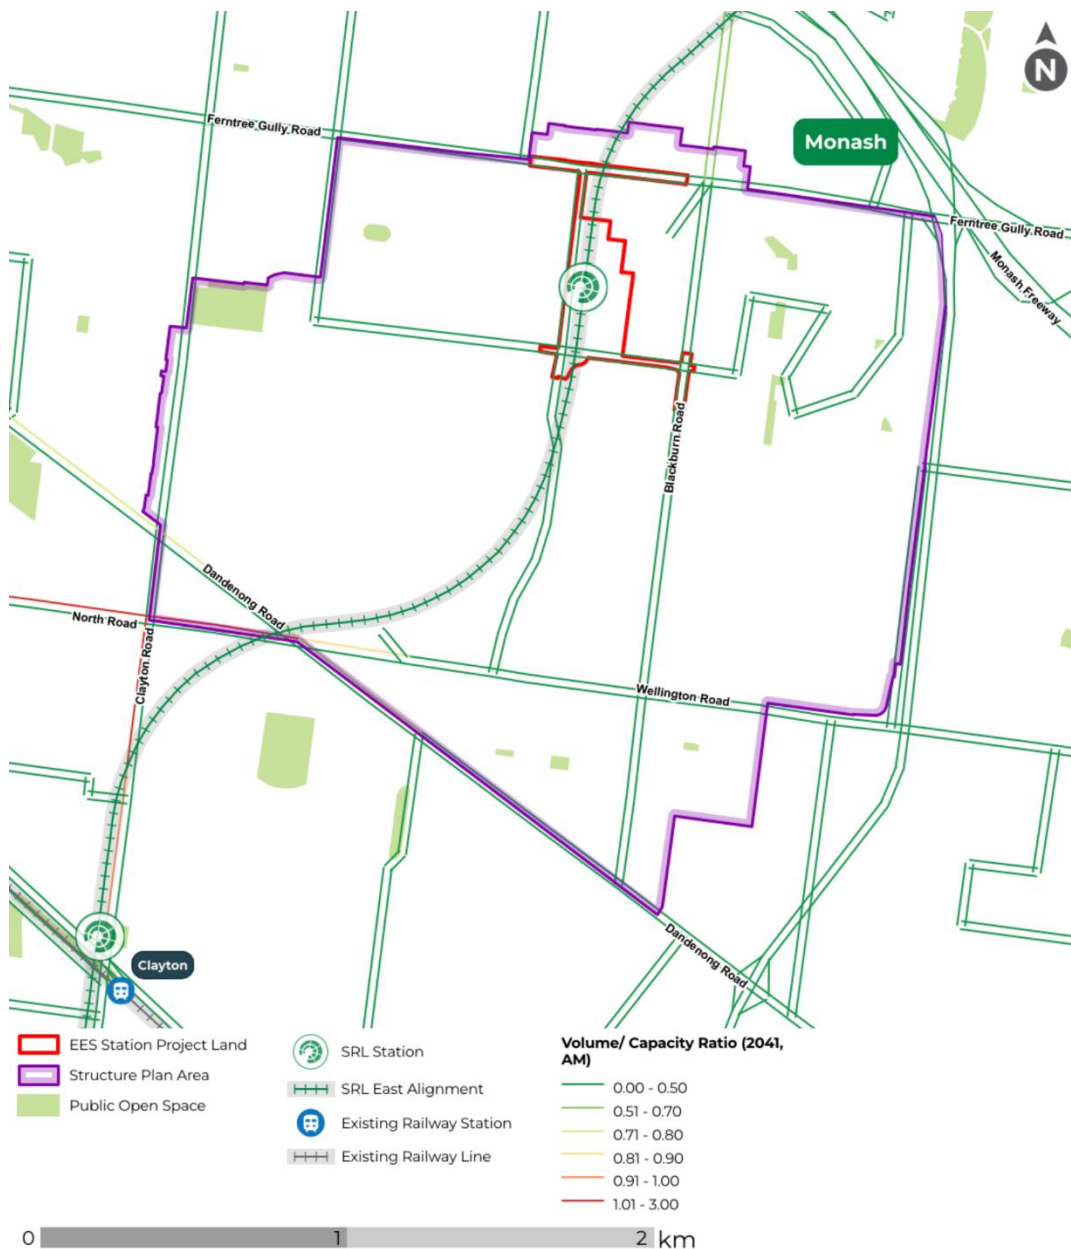 N
Monash
Ferntree Gully Road
Ferntree Gully Road
Monash Freeway
Blackburn Road
Dandenong Road
North Road
Clayton Road
Wellington Road
Dandenong Road
Clayton
EES Station Project Land
Structure Plan Area
Public Open Space
SRL Station
SRL East Alignment
Existing Railway Station
Existing Railway Line
Volume/ Capacity Ratio (2041,
AM)
0.00 - 0.50
0.51 - 0.70
0.71 - 0.80
0.81 - 0.90
0.91 - 1.00
1.01 - 3.00
0 1 2 km